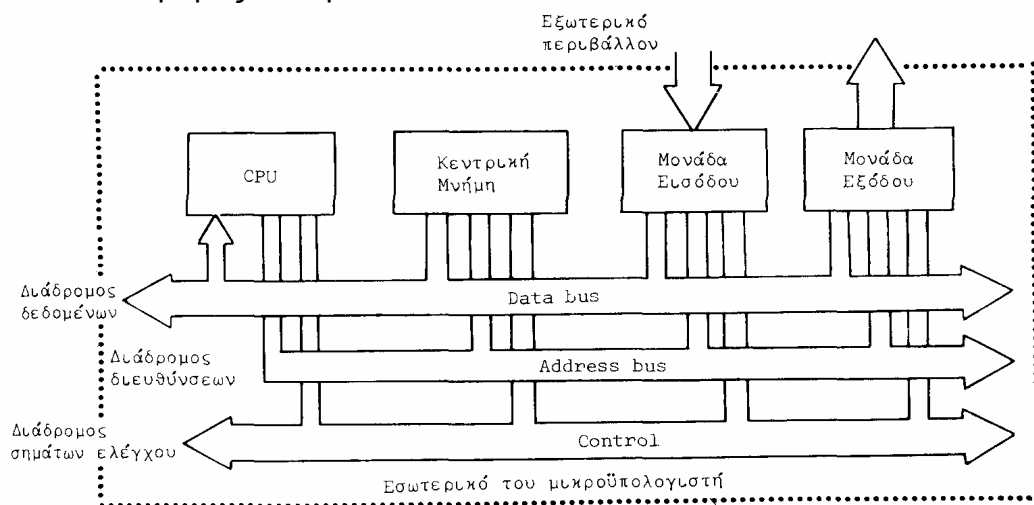 Εξωτερικό
περιβάλλον
CPU
Κεντρική
Μνήμη
Μονάδα
Εισόδου
Μονάδα
Εξόδου
Διάδρομος
δεδομένων
Data bus
Διάδρομος
διευθύνσεων
Address bus
Διάδρομος
σημάτων ελέγχου
Control
Εσωτερικό του μικροϋπολογιστή